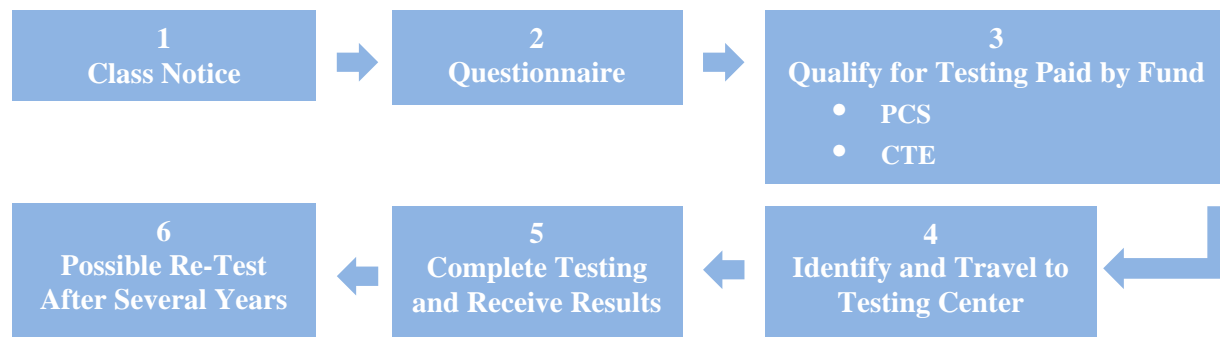 1
Class Notice
2
Questionnaire
3
Qualify for Testing Paid by Fund
• PCS
• CTE
4
Identify and Travel to
Testing Center
5
Complete Testing
and Receive Results
6
Possible Re-Test
After Several Years